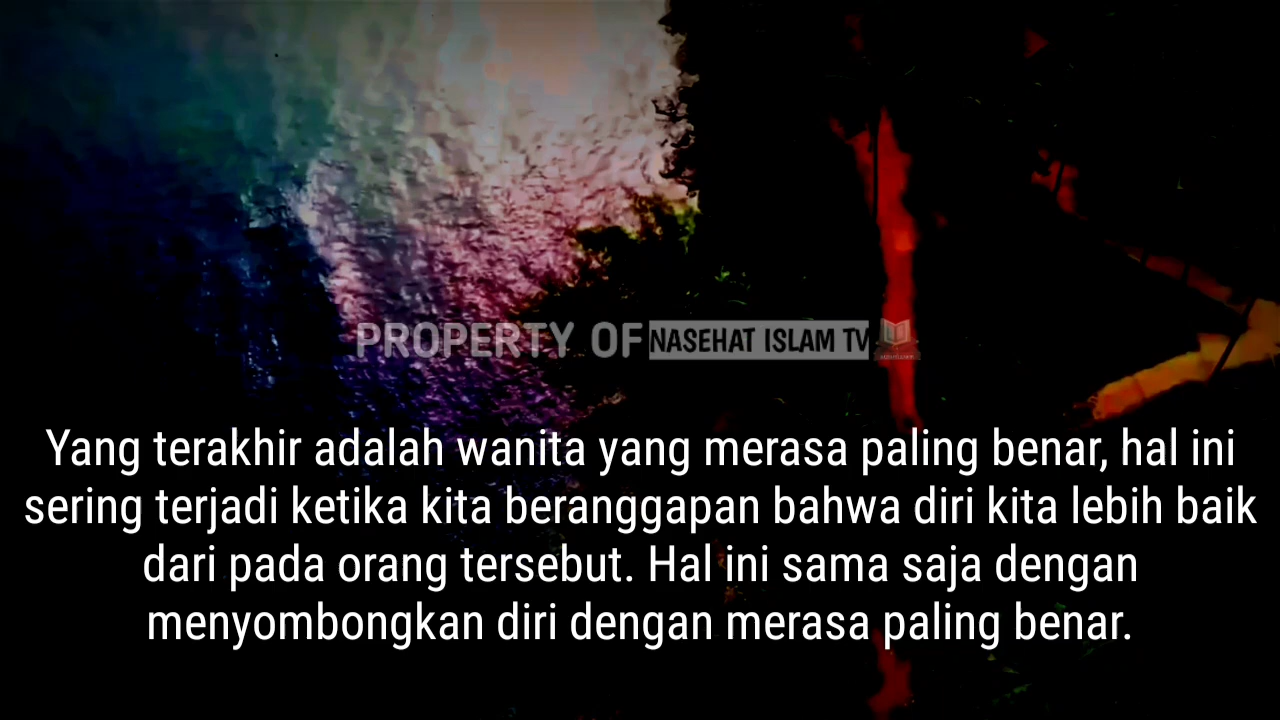 PROPERTY OF NASEHAT ISLAM TV
Yang terakhir adalah wanita yang merasa paling benar, hal ini
sering terjadi ketika kita beranggapan bahwa diri kita lebih baik
dari pada orang tersebut. Hal ini sama saja dengan
menyombongkan diri dengan merasa paling benar.